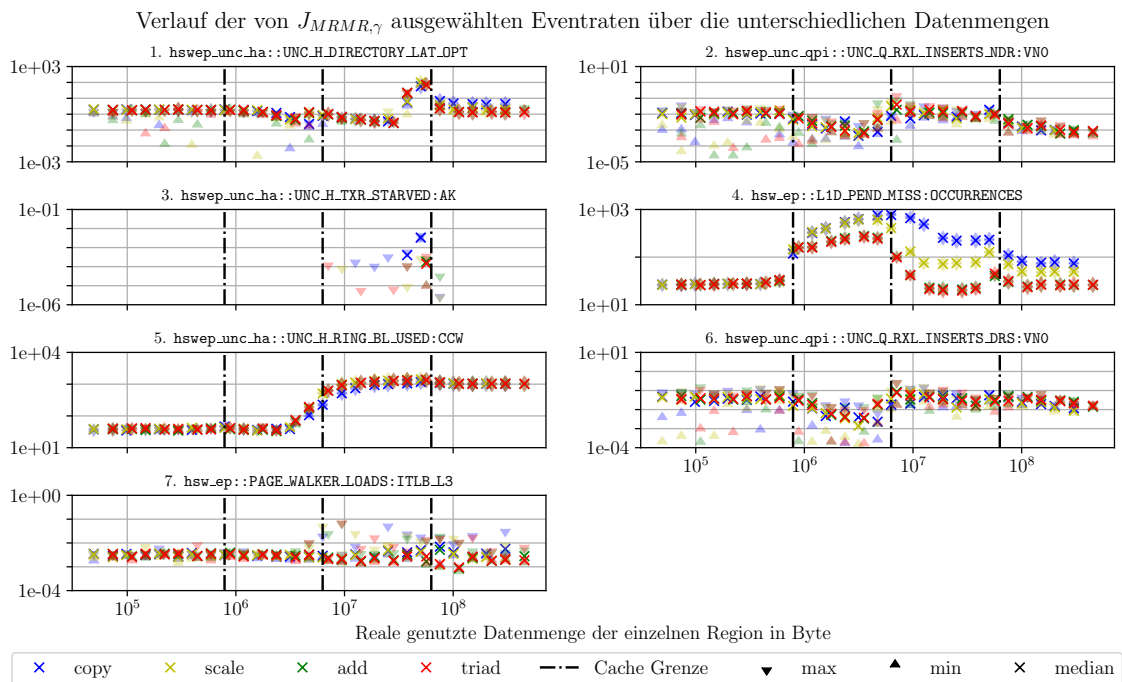 Verlauf der von J_MRMR,γ ausgewählten Eventraten über die unterschiedlichen Datenmengen
1. hswep_unc_ha::UNC_H_DIRECTORY_LAT_OPT
1e+03
1e-03
2. hswep_unc_qpi::UNC_Q_RXL_INSERTS_NDR:VN0
1e+01
1e-05
3. hswep_unc_ha::UNC_H_TXR_STARVED:AK
1e-01
1e-06
4. hsw_ep::L1D_PEND_MISS:OCCURRENCES
1e+03
1e+01
5. hswep_unc_ha::UNC_H_RING_BL_USED:CCW
1e+04
1e+01
6. hswep_unc_qpi::UNC_Q_RXL_INSERTS_DRS:VN0
1e+01
1e-04
10^5 10^6 10^7 10^8
7. hsw_ep::PAGE_WALKER_LOADS:ITLB_L3
1e+00
1e-04
10^5 10^6 10^7 10^8
Reale genutzte Datenmenge der einzelnen Region in Byte
copy scale add triad Cache Grenze max min median